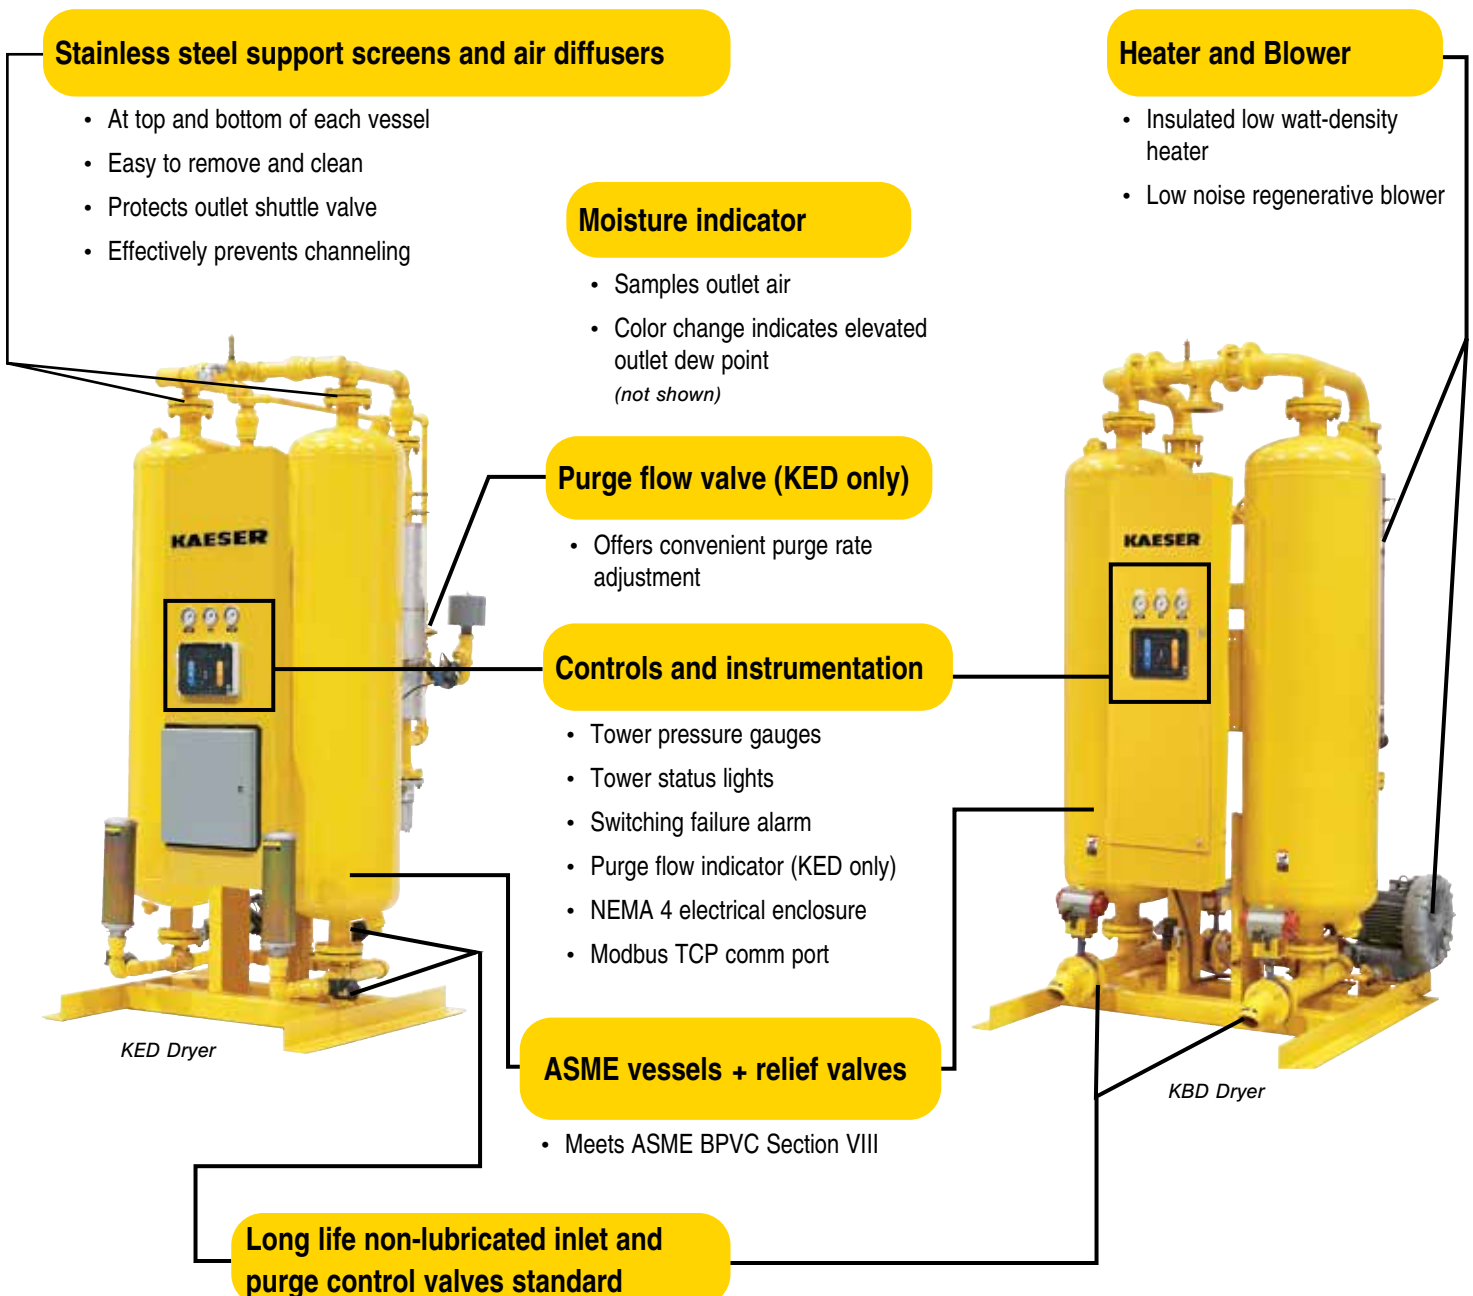 Stainless steel support screens and air diffusers
• At top and bottom of each vessel
• Easy to remove and clean
• Protects outlet shuttle valve
• Effectively prevents channeling
Heater and Blower
• Insulated low watt-density
heater
• Low noise regenerative blower
Moisture indicator
• Samples outlet air
• Color change indicates elevated
outlet dew point
(not shown)
Purge flow valve (KED only)
• Offers convenient purge rate
adjustment
KAESER
KAESER
Controls and instrumentation
• Tower pressure gauges
• Tower status lights
• Switching failure alarm
• Purge flow indicator (KED only)
• NEMA 4 electrical enclosure
• Modbus TCP comm port
KED Dryer
ASME vessels + relief valves
• Meets ASME BPVC Section VIII
KBD Dryer
Long life non-lubricated inlet and
purge control valves standard